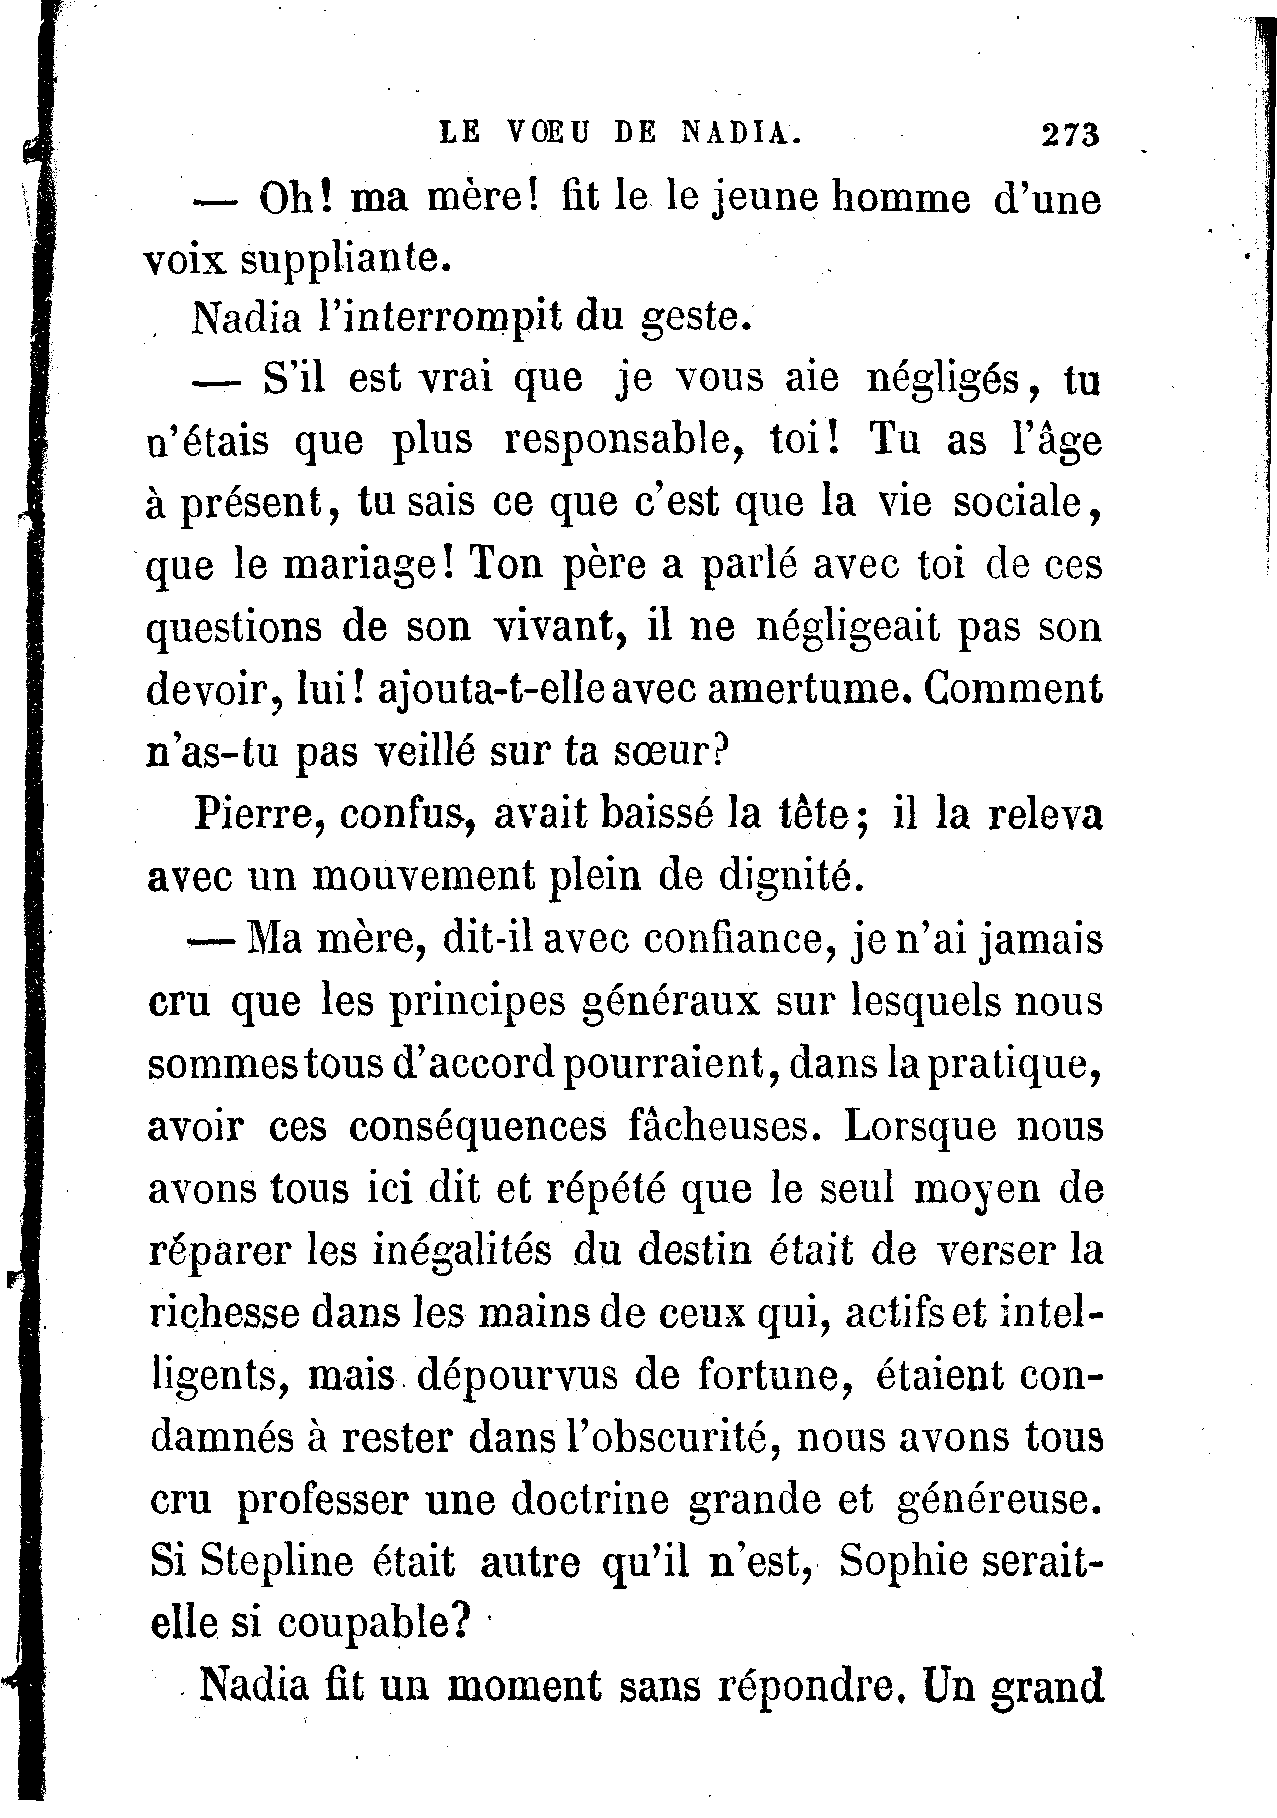 LE VŒU DE NADIA. 273
— Oh! ma mère! fit le le jeune homme d'une
voix suppliante.
Nadia l'interrompit du geste.
— S'il est vrai que je vous aie négligés, tu
n'étais que plus responsable, toi! Tu as l'âge
à présent, tu sais ce que c'est que la vie sociale,
que le mariage! Ton père a parlé avec toi de ces
questions de son vivant, il ne négligeait pas son
devoir, lui! ajouta-t-elle avec amertume. Comment
n'as-tu pas veillé sur ta sœur?
Pierre, confus, avait baissé la tête; il la releva
avec un mouvement plein de dignité.
— Ma mère, dit-il avec confiance, je n'ai jamais
cru que les principes généraux sur lesquels nous
sommes tous d'accord pourraient, dans la pratique,
avoir ces conséquences fâcheuses. Lorsque nous
avons tous ici dit et répété que le seul moyen de
réparer les inégalités du destin était de verser la
richesse dans les mains de ceux qui, actifs et intel-
ligents, mais dépourvus de fortune, étaient con-
damnés à rester dans l'obscurité, nous avons tous
cru professer une doctrine grande et généreuse.
Si Stepline était autre qu'il n'est, Sophie serait-
elle si coupable?
Nadia fit un moment sans répondre. Un grand